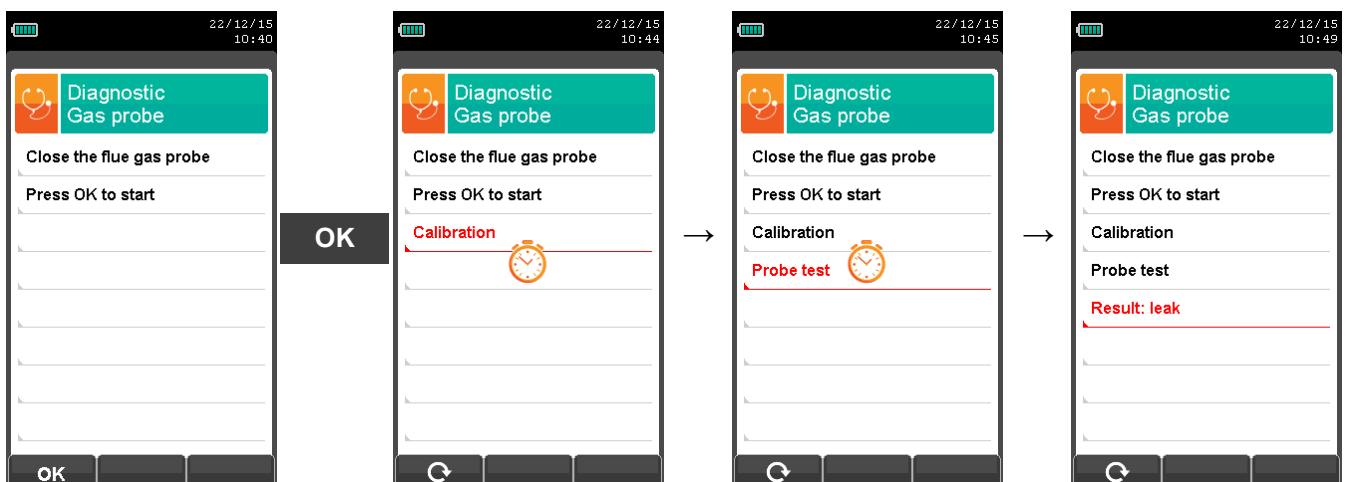 22/12/15
10:40
Diagnostic
Gas probe
Close the flue gas probe
Press OK to start
OK
OK
22/12/15
10:44
Diagnostic
Gas probe
Close the flue gas probe
Press OK to start
Calibration
→
22/12/15
10:45
Diagnostic
Gas probe
Close the flue gas probe
Press OK to start
Calibration
Probe test
→
22/12/15
10:49
Diagnostic
Gas probe
Close the flue gas probe
Press OK to start
Calibration
Probe test
Result: leak